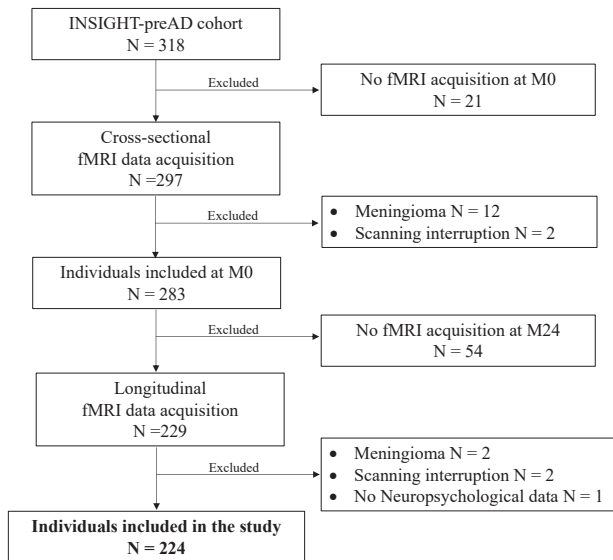 INSIGHT-preAD cohort
N = 318
Excluded
No fMRI acquisition at M0
N = 21
Cross-sectional
fMRI data acquisition
N =297
Excluded
• Meningioma N = 12
• Scanning interruption N = 2
Individuals included at M0
N = 283
Excluded
No fMRI acquisition at M24
N = 54
Longitudinal
fMRI data acquisition
N =229
Excluded
• Meningioma N = 2
• Scanning interruption N = 2
• No Neuropsychological data N = 1
Individuals included in the study
N = 224